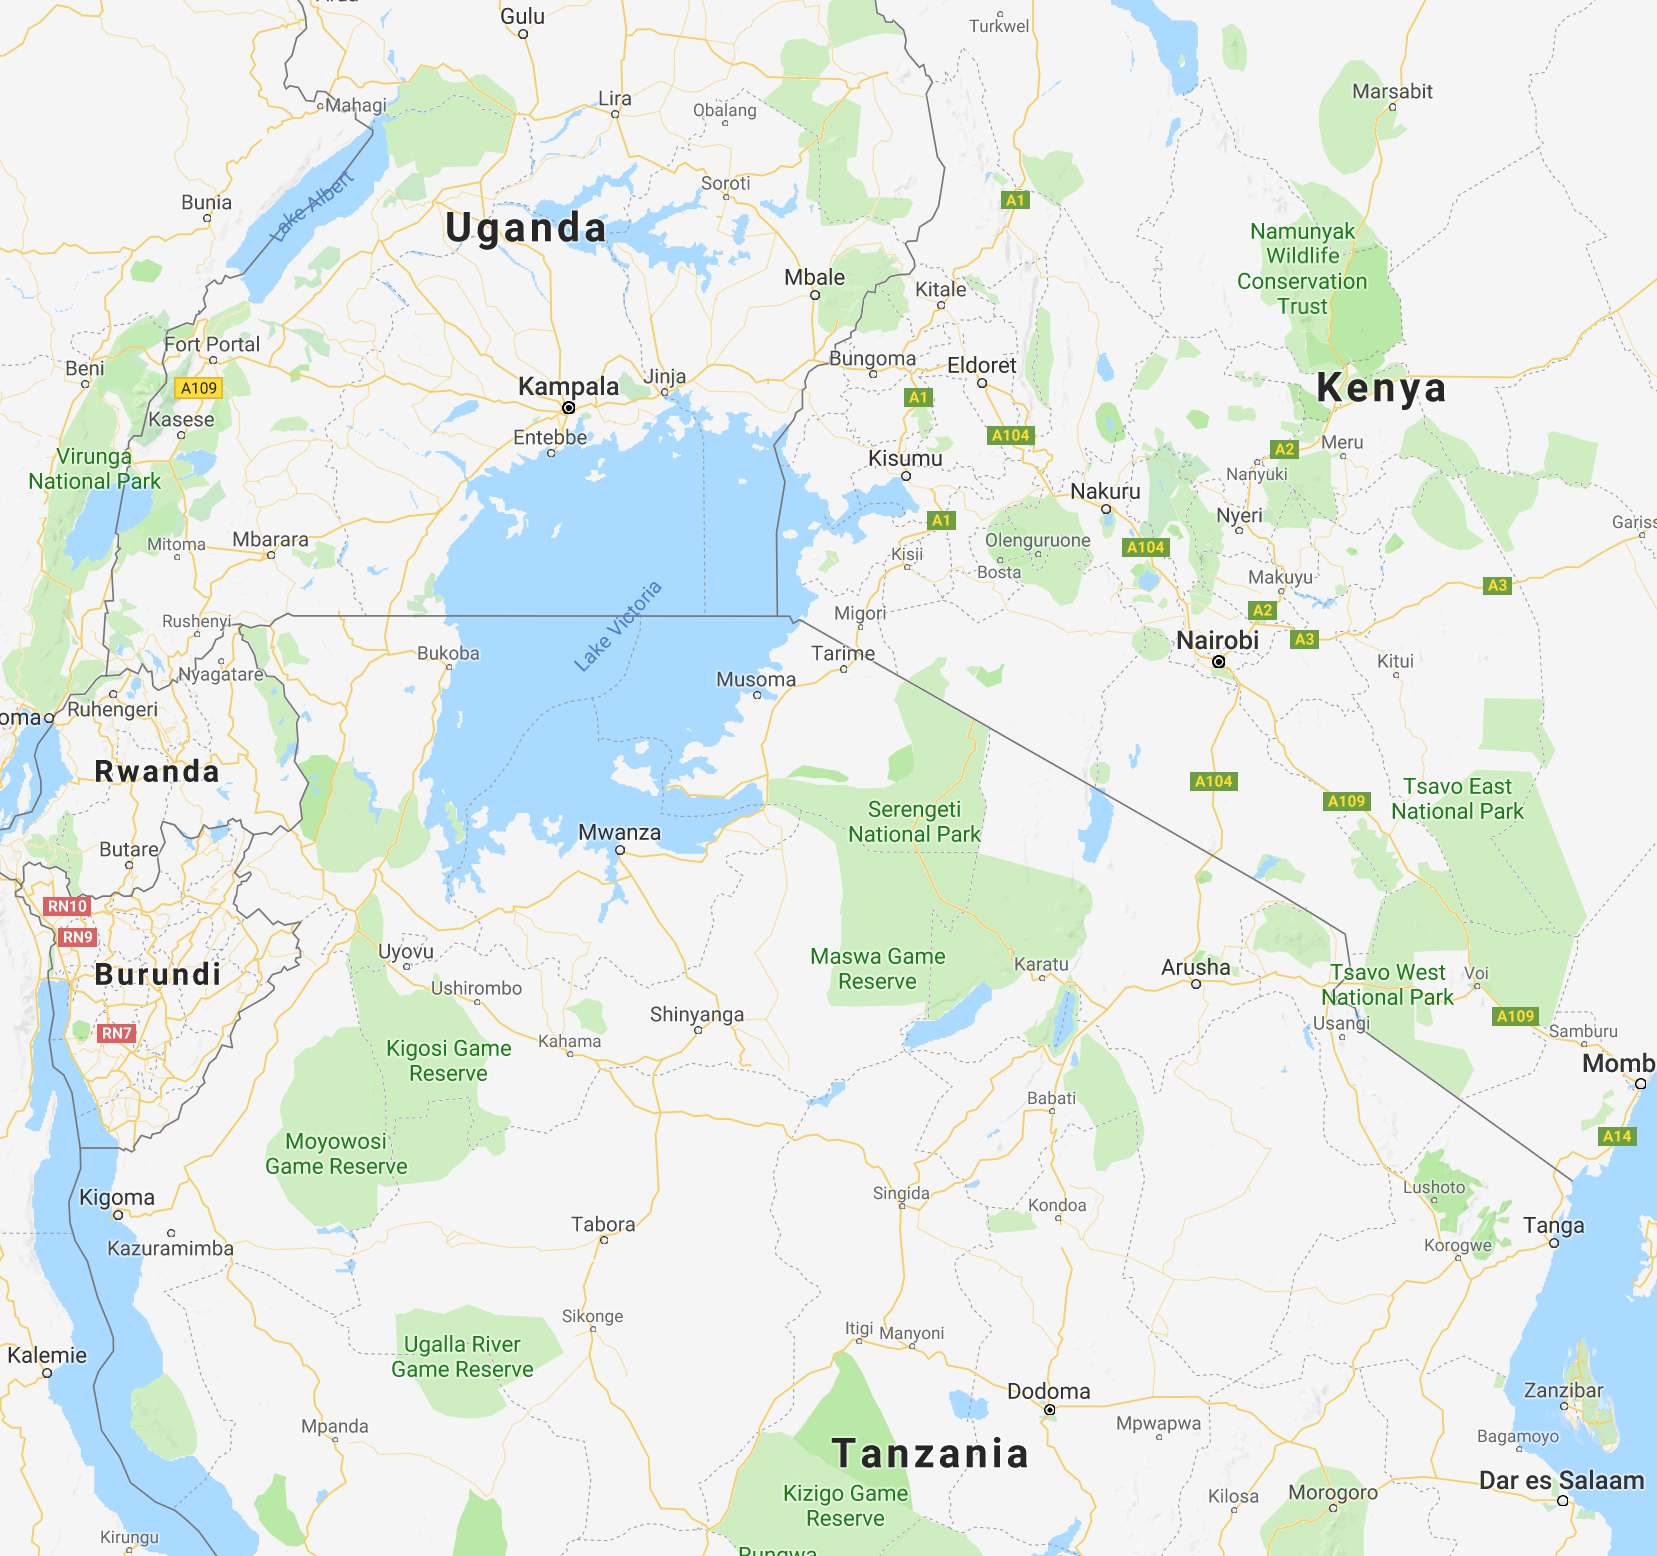 Gulu
Turkwel
Mahagi
Lira
Obalang
Marsabit
Lake Albert
Bunia
Soroti
A1
Uganda
Namunyak
Wildlife
Conservation
Trust
Mbale
Kitale
Fort Portal
Beni
Bungoma
Eldoret
A109
Kampala
Jinja
Kenya
A1
Kasese
Entebbe
A104
Meru
A2
Virunga
National Park
Kisumu
Nanyuki
Nakuru
Nyeri
A1
Gariss
Mitoma
Mbarara
Olenguruone
A104
Kisii
Bosta
Makuyu
A3
Lake Victoria
Rushenyi
Migori
A2
A3
Nairobi
Bukoba
Tarime
Kitui
Nyagatare
Musoma
Ruhengeri
oma
Rwanda
A104
A109
Tsavo East
National Park
Serengeti
National Park
Mwanza
Butare
RN10
RN9
Uyovu
Maswa Game
Reserve
Karatu
Arusha
Tsavo West
National Park
Voi
Burundi
Ushirombo
Shinyanga
A109
Usangi
Samburu
RN7
Kahama
Kigosi Game
Reserve
Momb
Babati
A14
Moyowosi
Game Reserve
Kigoma
Singida
Lushoto
Kondoa
Tabora
Tanga
Kazuramimba
Korogwe
Sikonge
Itigi
Manyoni
Ugalla River
Game Reserve
Kalemie
Dodoma
Zanzibar
Mpanda
Mpwapwa
Bagamoyo
Tanzania
Dar es Salaam
Kizigo Game
Reserve
Kilosa
Morogoro
Kirungu
Rungwa